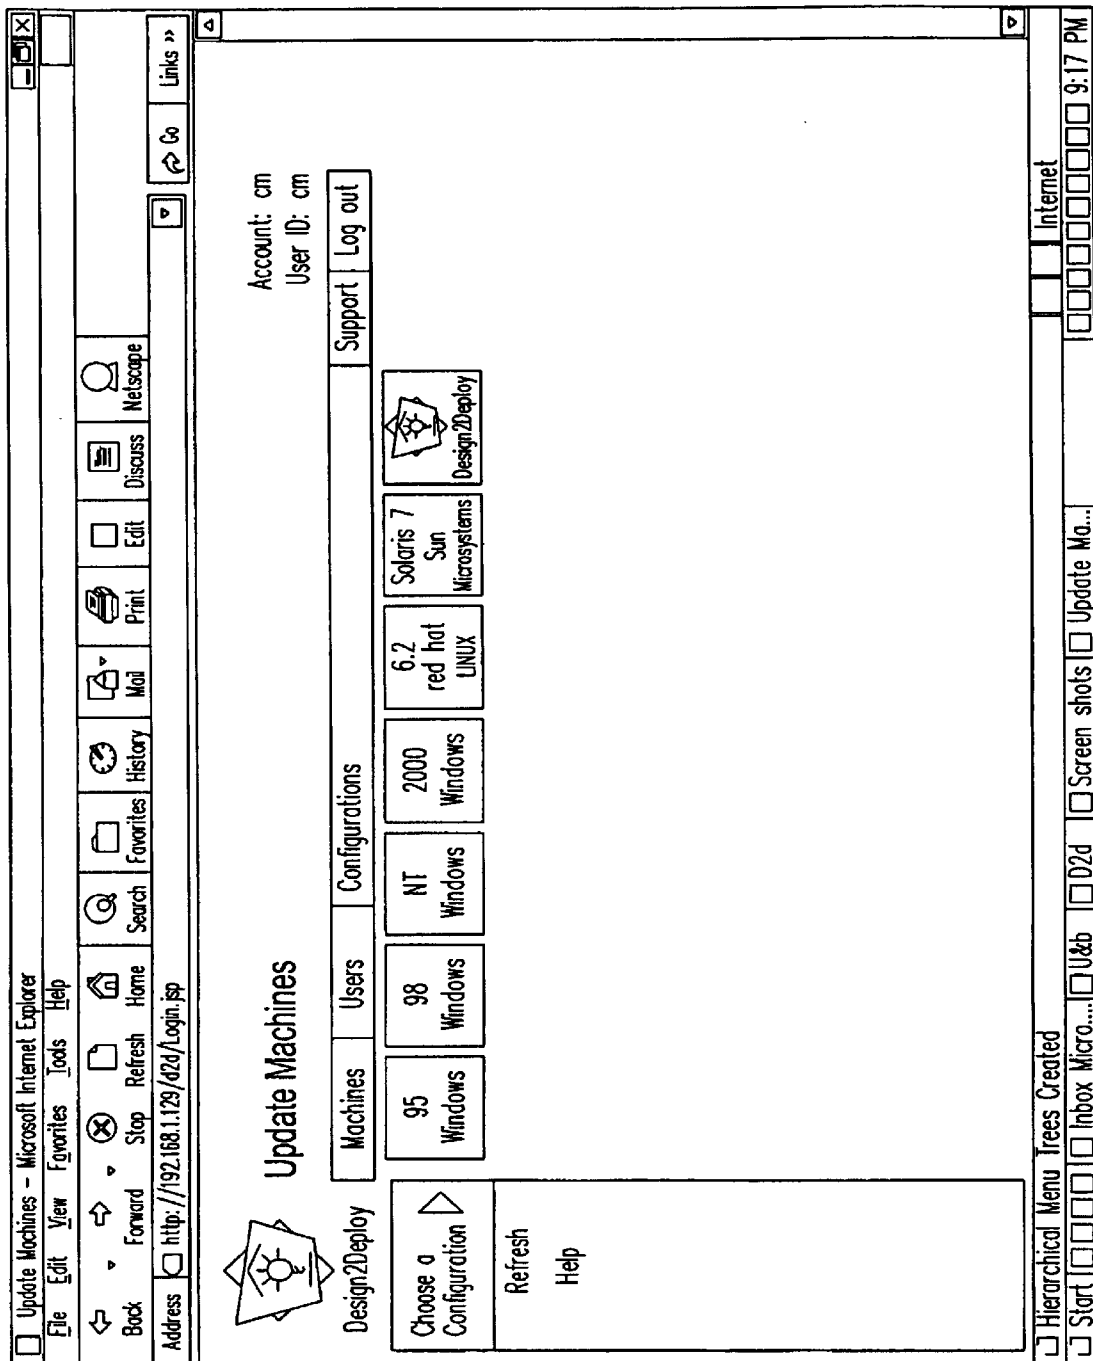 Update Machines – Microsoft Internet Explorer
File Edit View Favorites Tools Help
Back Forward Stop Refresh Home Search Favorites History Mail Print Edit Discuss Netscape
Address http://192.168.1.129/d2d/Login.jsp Go Links »
Account: cm
User ID: cm
Update Machines
Design2Deploy
Machines Users Configurations Support Log out
95
Windows
98
Windows
NT
Windows
2000
Windows
6.2
red hat
LINUX
Solaris 7
Sun
Microsystems
Design2Deploy
Choose a
Configuration
Refresh
Help
Hierarchical Menu Trees Created Internet
Start Inbox Micro.... U&b D2d Screen shots Update Ma... 9:17 PM